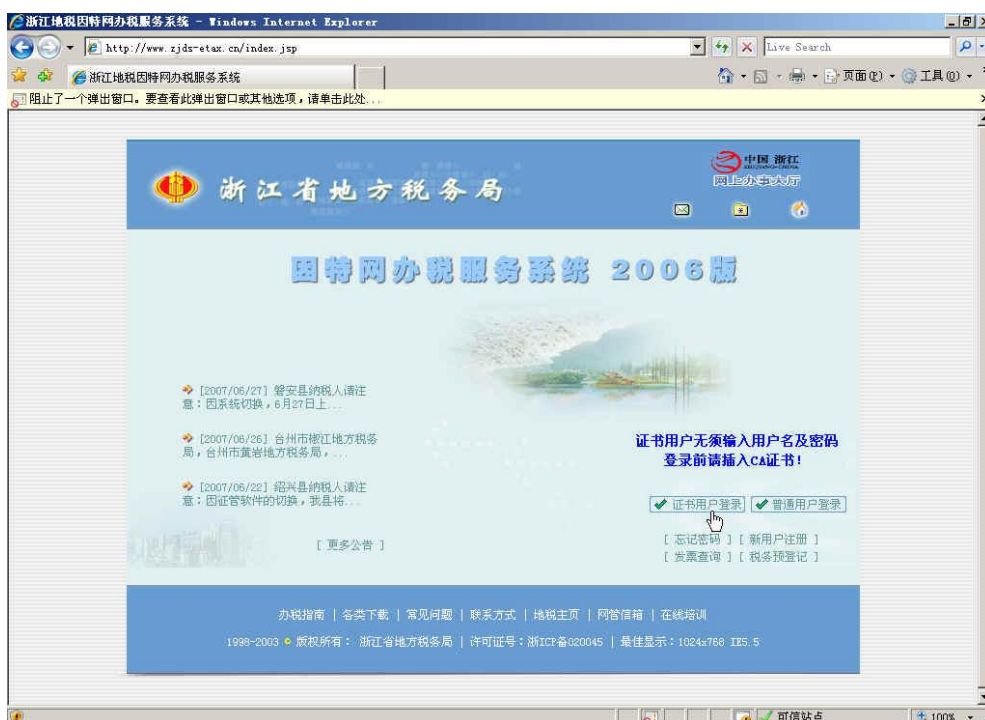 浙江地税因特网办税服务系统 - Windows Internet Explorer
http://www.zjds-etax.cn/index.jsp
Live Search
浙江地税因特网办税服务系统
页面(P)
工具(O)
阻止了一个弹出窗口。要查看此弹出窗口或其他选项，请单击此处...
浙江省地方税务局
中国 浙江
网上办事大厅
因特网办税服务系统 2006版
[2007/06/27] 磐安县纳税人请注
意：因系统切换，6月27日上...
[2007/06/26] 台州市椒江地方税务
局，台州市黄岩地方税务局，...
[2007/06/22] 绍兴县纳税人请注
意：因征管软件的切换，我县将...
[ 更多公告 ]
证书用户无须输入用户名及密码
登录前请插入CA证书！
证书用户登录 普通用户登录
[ 忘记密码 ] [ 新用户注册 ]
[ 发票查询 ] [ 税务预登记 ]
办税指南 | 各类下载 | 常见问题 | 联系方式 | 地税主页 | 网管信箱 | 在线培训
1998-2003 版权所有： 浙江省地方税务局 | 许可证号：浙ICP备020045 | 最佳显示：1024x768 IE5.5
可信站点
100%